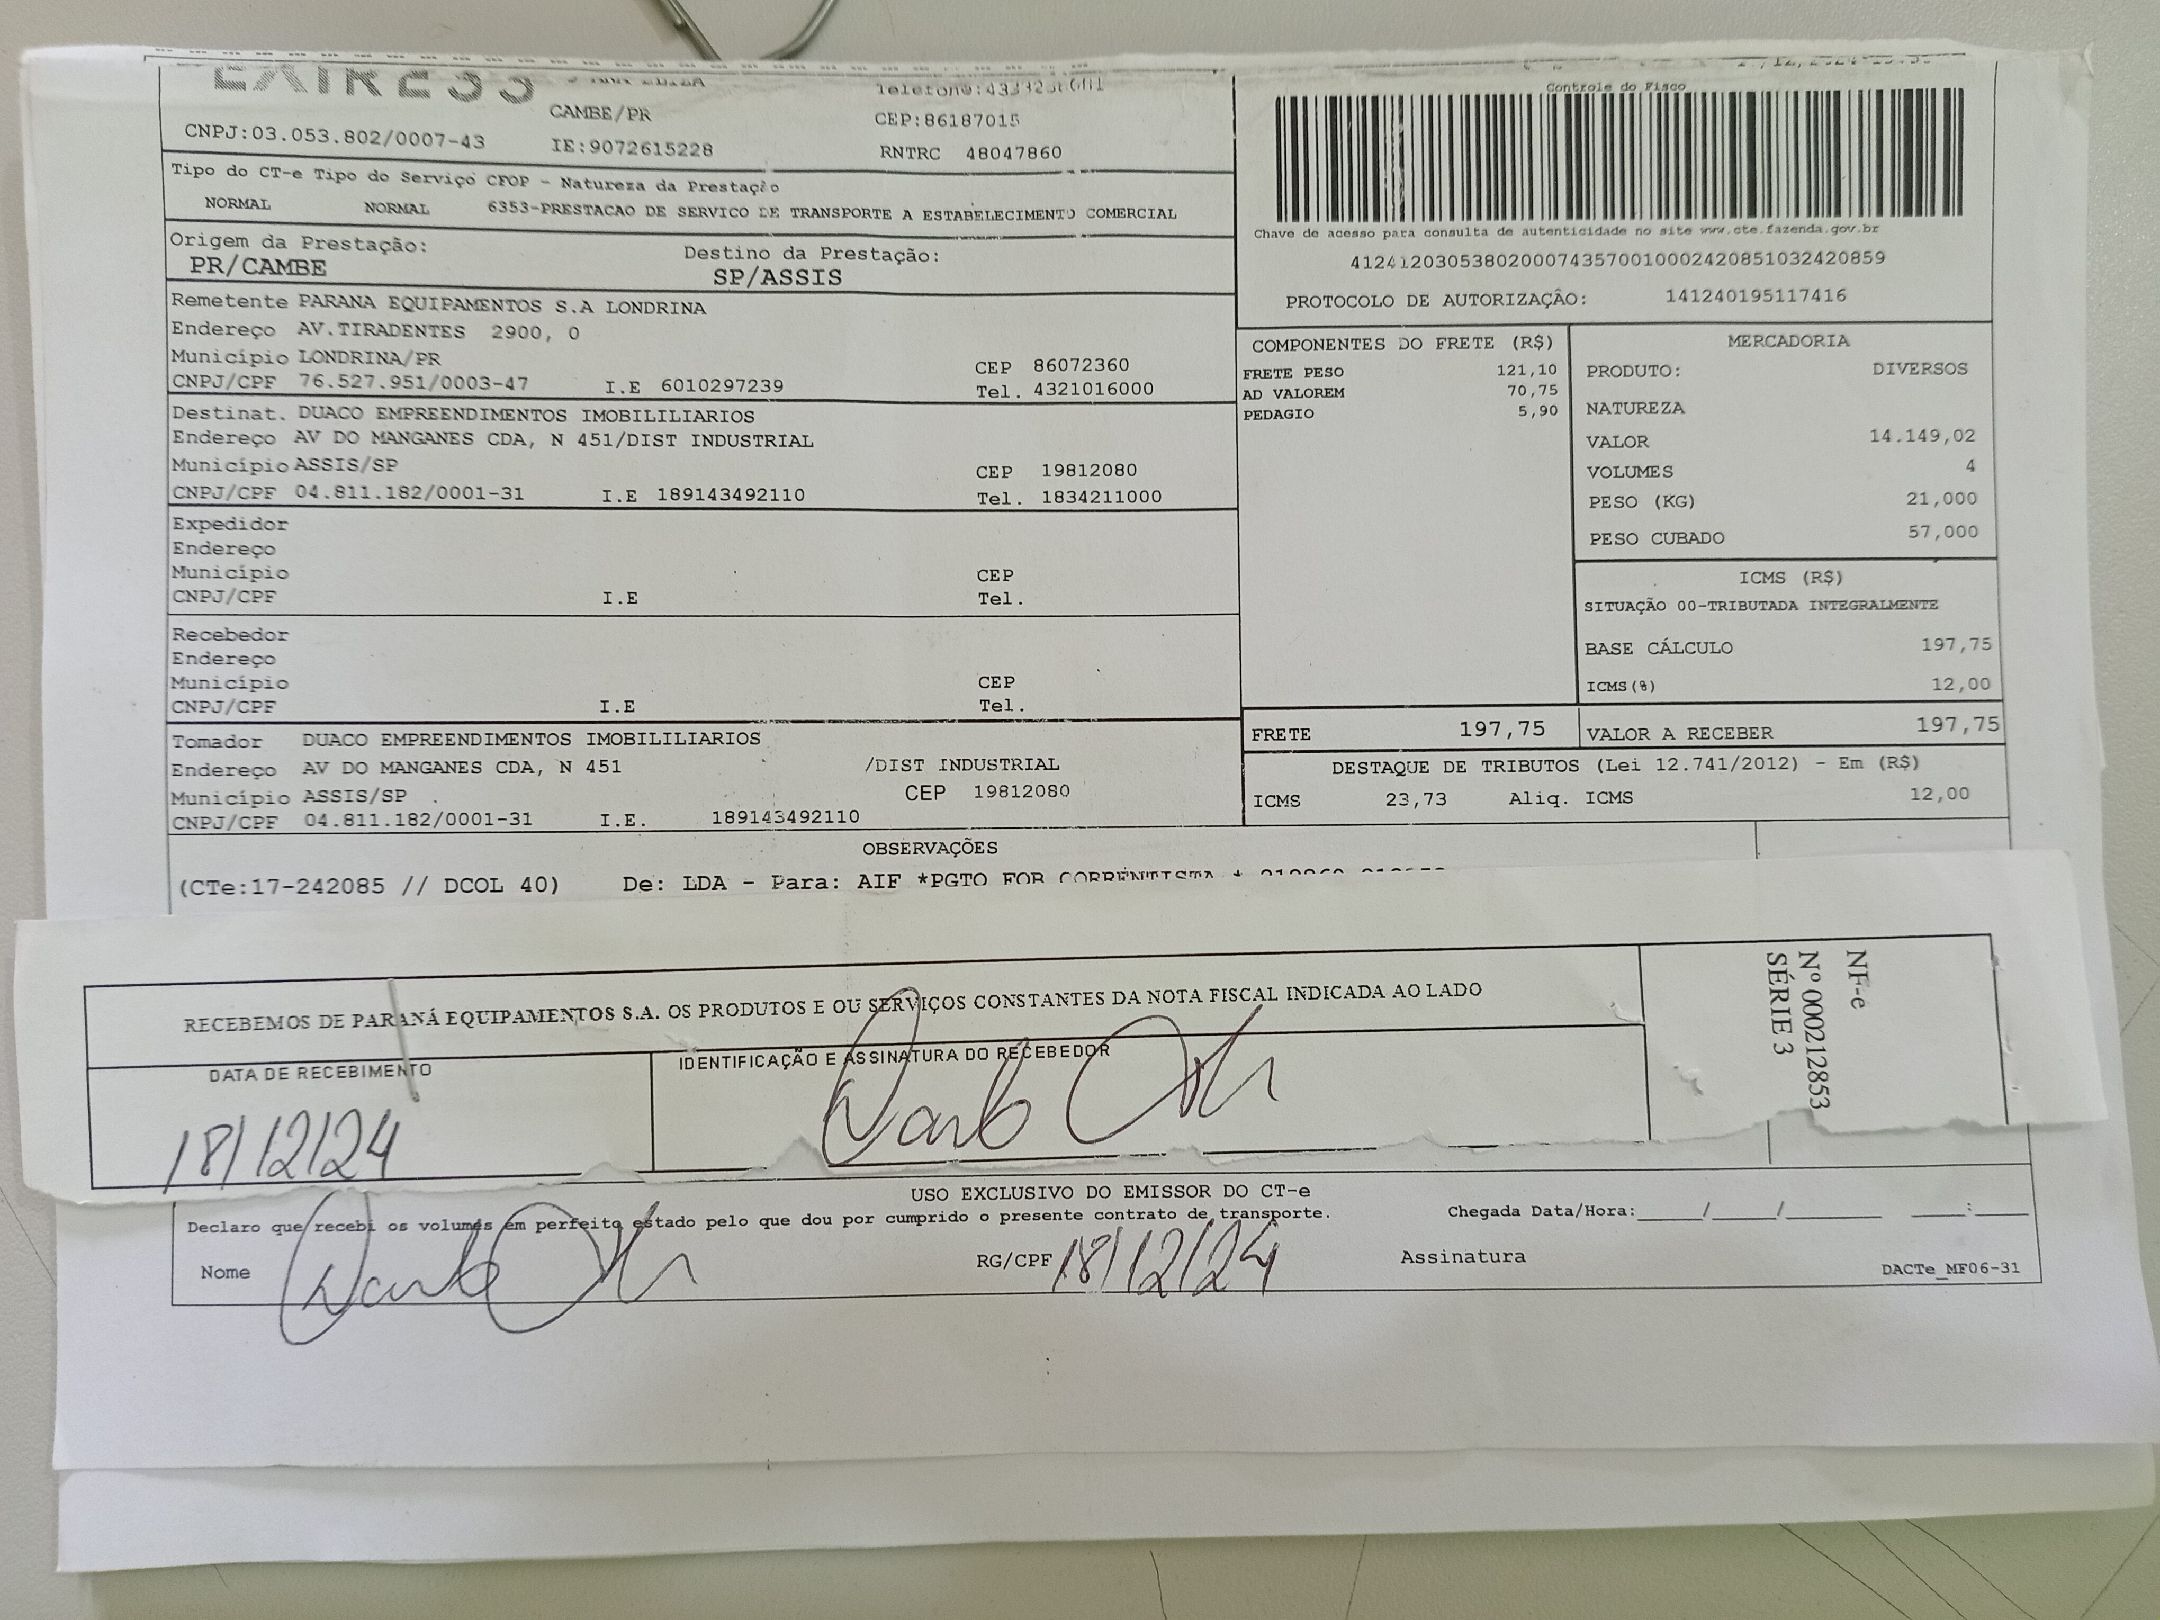 CAMBE/PR
CEP:86187015
CNPJ:03.053.802/0007-43 IE:9072615228 RNTRC 48047860
Tipo do CT-e Tipo do Serviço CFOP - Natureza da Prestação
NORMAL NORMAL 6353-PRESTACAO DE SERVICO DE TRANSPORTE A ESTABELECIMENTO COMERCIAL
Origem da Prestação: Destino da Prestação:
PR/CAMBE SP/ASSIS
Remetente PARANA EQUIPAMENTOS S.A LONDRINA
Endereço AV.TIRADENTES 2900, 0
Município LONDRINA/PR CEP 86072360
CNPJ/CPF 76.527.951/0003-47 I.E 6010297239 Tel. 4321016000
Destinat. DUACO EMPREENDIMENTOS IMOBILILIARIOS
Endereço AV DO MANGANES CDA, N 451/DIST INDUSTRIAL
Município ASSIS/SP CEP 19812080
CNPJ/CPF 04.811.182/0001-31 I.E 189143492110 Tel. 1834211000
Expedidor
Endereço
Município CEP
CNPJ/CPF I.E Tel.
Recebedor
Endereço
Município CEP
CNPJ/CPF I.E Tel.
Tomador DUACO EMPREENDIMENTOS IMOBILILIARIOS
Endereço AV DO MANGANES CDA, N 451 /DIST INDUSTRIAL
Município ASSIS/SP CEP 19812080
CNPJ/CPF 04.811.182/0001-31 I.E. 189143492110
Controle do Fisco
Chave de acesso para consulta de autenticidade no site www.cte.fazenda.gov.br
41241203053802000743570010002420851032420859
PROTOCOLO DE AUTORIZAÇÃO: 141240195117416
COMPONENTES DO FRETE (R$)
FRETE PESO 121,10
AD VALOREM 70,75
PEDAGIO 5,90
MERCADORIA
PRODUTO: DIVERSOS
NATUREZA
VALOR 14.149,02
VOLUMES 4
PESO (KG) 21,000
PESO CUBADO 57,000
ICMS (R$)
SITUAÇÃO 00-TRIBUTADA INTEGRALMENTE
BASE CÁLCULO 197,75
ICMS(%) 12,00
FRETE 197,75 VALOR A RECEBER 197,75
DESTAQUE DE TRIBUTOS (Lei 12.741/2012) - Em (R$)
ICMS 23,73 Aliq. ICMS 12,00
OBSERVAÇÕES
(CTe:17-242085 // DCOL 40) De: LDA - Para: AIF *PGTO FOB CORRENTISTA *
RECEBEMOS DE PARANÁ EQUIPAMENTOS S.A. OS PRODUTOS E OU SERVIÇOS CONSTANTES DA NOTA FISCAL INDICADA AO LADO
DATA DE RECEBIMENTO IDENTIFICAÇÃO E ASSINATURA DO RECEBEDOR
18/12/24
NF-e
Nº 000212853
SÉRIE 3
USO EXCLUSIVO DO EMISSOR DO CT-e
Declaro que recebi os volumes em perfeito estado pelo que dou por cumprido o presente contrato de transporte. Chegada Data/Hora:_____/_____/________ _____:_____
Nome RG/CPF 18/12/24 Assinatura
DACTe_MF06-31